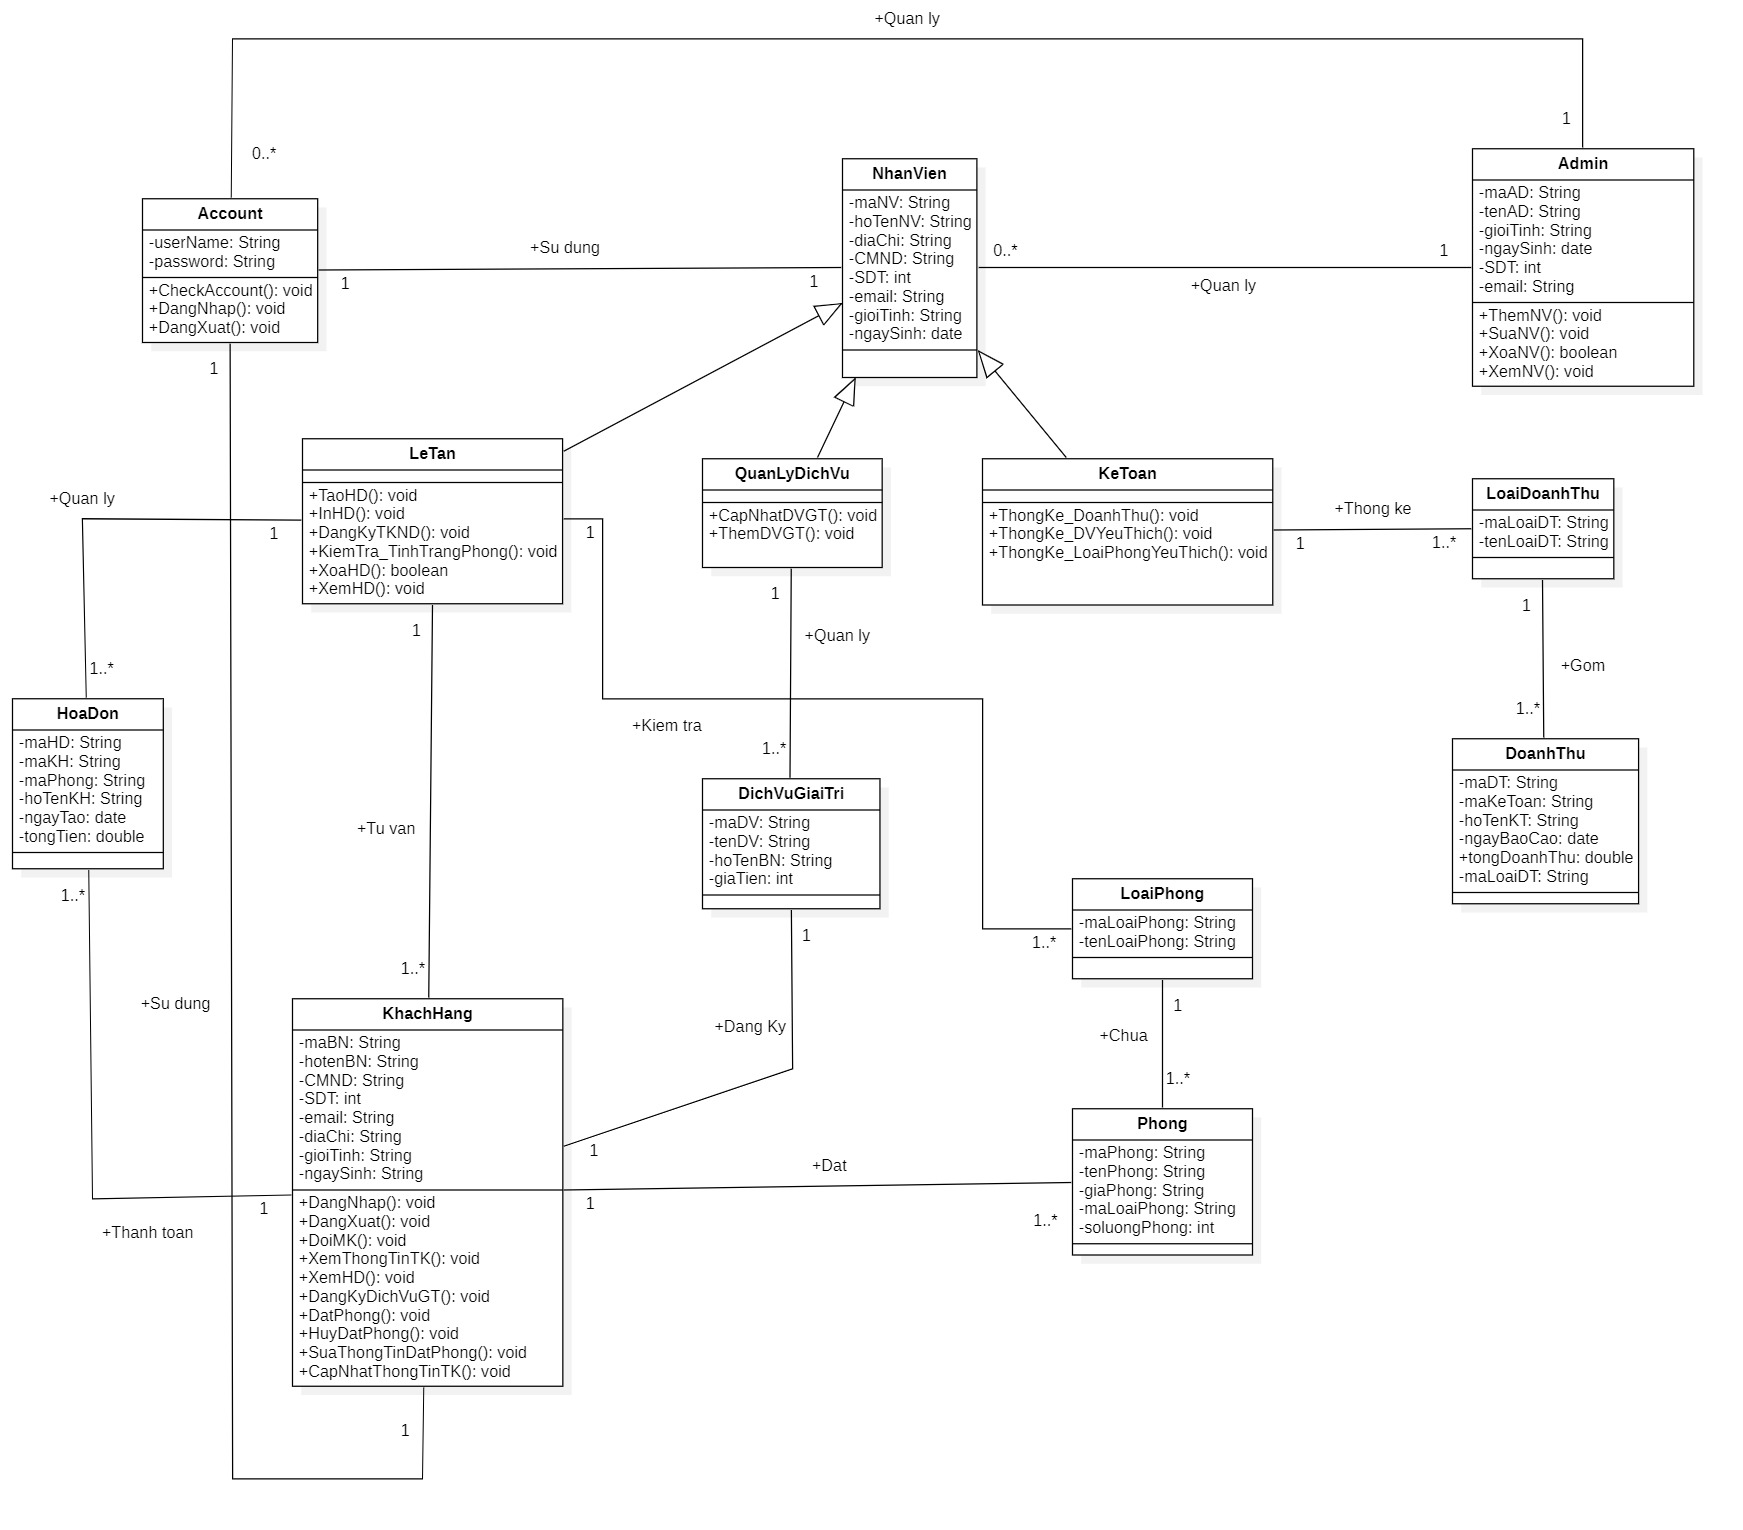 +Quan ly
1
0..*
Account
-userName: String
-password: String
+CheckAccount(): void
+DangNhap(): void
+DangXuat(): void
+Su dung
1
1
NhanVien
-maNV: String
-hoTenNV: String
-diaChi: String
-CMND: String
-SDT: int
-email: String
-gioiTinh: String
-ngaySinh: date
0..*
1
+Quan ly
Admin
-maAD: String
-tenAD: String
-gioiTinh: String
-ngaySinh: date
-SDT: int
-email: String
+ThemNV(): void
+SuaNV(): void
+XoaNV(): boolean
+XemNV(): void
1
LeTan
+TaoHD(): void
+InHD(): void
+DangKyTKND(): void
+KiemTra_TinhTrangPhong(): void
+XoaHD(): boolean
+XemHD(): void
QuanLyDichVu
+CapNhatDVGT(): void
+ThemDVGT(): void
KeToan
+ThongKe_DoanhThu(): void
+ThongKe_DVYeuThich(): void
+ThongKe_LoaiPhongYeuThich(): void
+Thong ke
1
1..*
LoaiDoanhThu
-maLoaiDT: String
-tenLoaiDT: String
+Quan ly
1
1
1..*
1
1
+Quan ly
1..*
+Kiem tra
1
+Gom
1..*
HoaDon
-maHD: String
-maKH: String
-maPhong: String
-hoTenKH: String
-ngayTao: date
-tongTien: double
1..*
+Tu van
1..*
DichVuGiaiTri
-maDV: String
-tenDV: String
-hoTenBN: String
-giaTien: int
DoanhThu
-maDT: String
-maKeToan: String
-hoTenKT: String
-ngayBaoCao: date
+tongDoanhThu: double
-maLoaiDT: String
LoaiPhong
-maLoaiPhong: String
-tenLoaiPhong: String
1..*
1
+Su dung
+Dang Ky
1
+Chua
1..*
KhachHang
-maBN: String
-hotenBN: String
-CMND: String
-SDT: int
-email: String
-diaChi: String
-gioiTinh: String
-ngaySinh: String
+DangNhap(): void
+DangXuat(): void
+DoiMK(): void
+XemThongTinTK(): void
+XemHD(): void
+DangKyDichVuGT(): void
+DatPhong(): void
+HuyDatPhong(): void
+SuaThongTinDatPhong(): void
+CapNhatThongTinTK(): void
1
+Dat
1
1..*
Phong
-maPhong: String
-tenPhong: String
-giaPhong: String
-maLoaiPhong: String
-soluongPhong: int
1
+Thanh toan
1